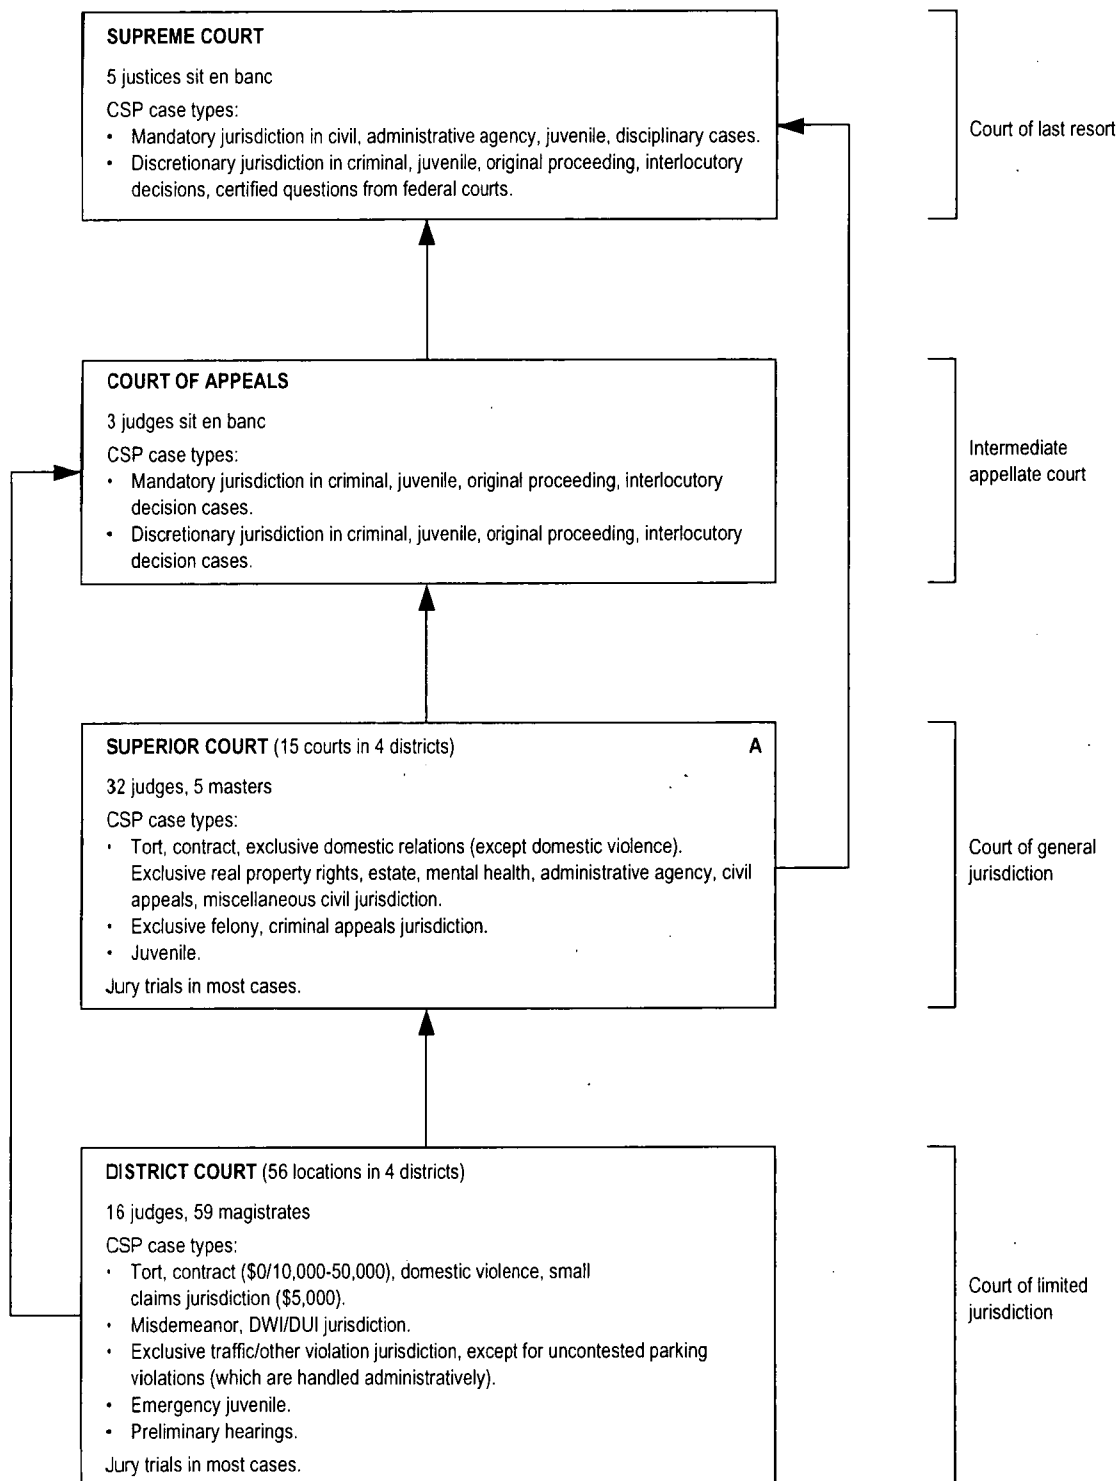 SUPREME COURT
5 justices sit en banc
CSP case types:
• Mandatory jurisdiction in civil, administrative agency, juvenile, disciplinary cases.
• Discretionary jurisdiction in criminal, juvenile, original proceeding, interlocutory
decisions, certified questions from federal courts.
Court of last resort
COURT OF APPEALS
3 judges sit en banc
CSP case types:
• Mandatory jurisdiction in criminal, juvenile, original proceeding, interlocutory
decision cases.
• Discretionary jurisdiction in criminal, juvenile, original proceeding, interlocutory
decision cases.
Intermediate
appellate court
SUPERIOR COURT (15 courts in 4 districts) A
32 judges, 5 masters
CSP case types:
• Tort, contract, exclusive domestic relations (except domestic violence).
Exclusive real property rights, estate, mental health, administrative agency, civil
appeals, miscellaneous civil jurisdiction.
• Exclusive felony, criminal appeals jurisdiction.
• Juvenile.
Jury trials in most cases.
Court of general
jurisdiction
DISTRICT COURT (56 locations in 4 districts)
16 judges, 59 magistrates
CSP case types:
• Tort, contract ($0/10,000-50,000), domestic violence, small
claims jurisdiction ($5,000).
• Misdemeanor, DWI/DUI jurisdiction.
• Exclusive traffic/other violation jurisdiction, except for uncontested parking
violations (which are handled administratively).
• Emergency juvenile.
• Preliminary hearings.
Jury trials in most cases.
Court of limited
jurisdiction